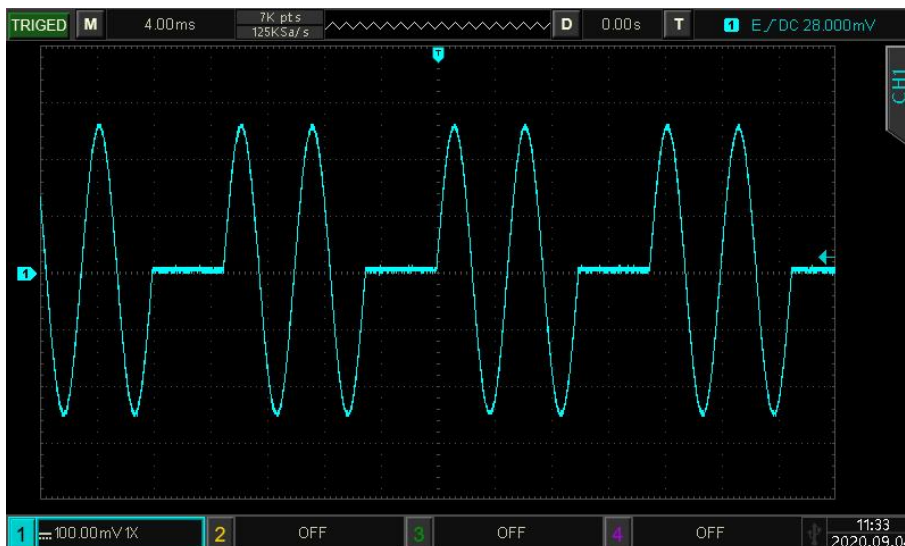 TRIGED M 4.00ms 7K pts D 0.00s T 1 E DC 28.000mV
125KSa/s
T
CH1
1
1 100.00mV 1X 2 OFF 3 OFF 4 OFF 11:33